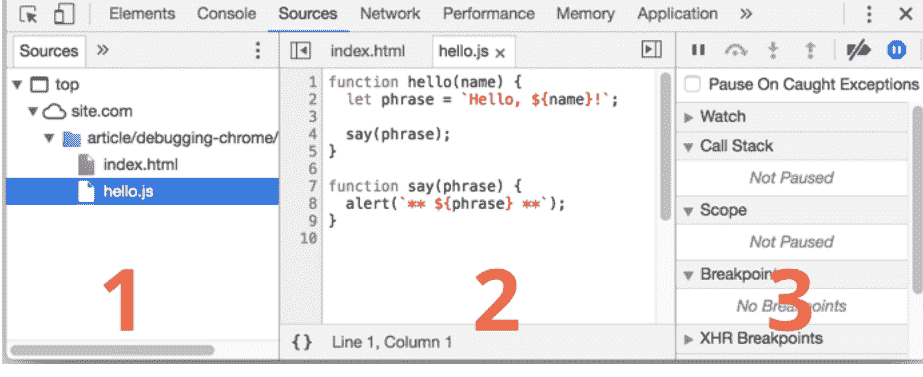 Elements Console Sources Network Performance Memory Application »
Sources »
top
site.com
article/debugging-chrome/
index.html
hello.js
1
index.html hello.js ×
1 function hello(name) {
2 let phrase = `Hello, ${name}!`;
3
4 say(phrase);
5 }
6
7 function say(phrase) {
8 alert(`** ${phrase} **`);
9 }
10
2
{} Line 1, Column 1
Pause On Caught Exceptions
Watch
Call Stack
Not Paused
Scope
Not Paused
Breakpoints
No Breakpoints
3
XHR Breakpoints